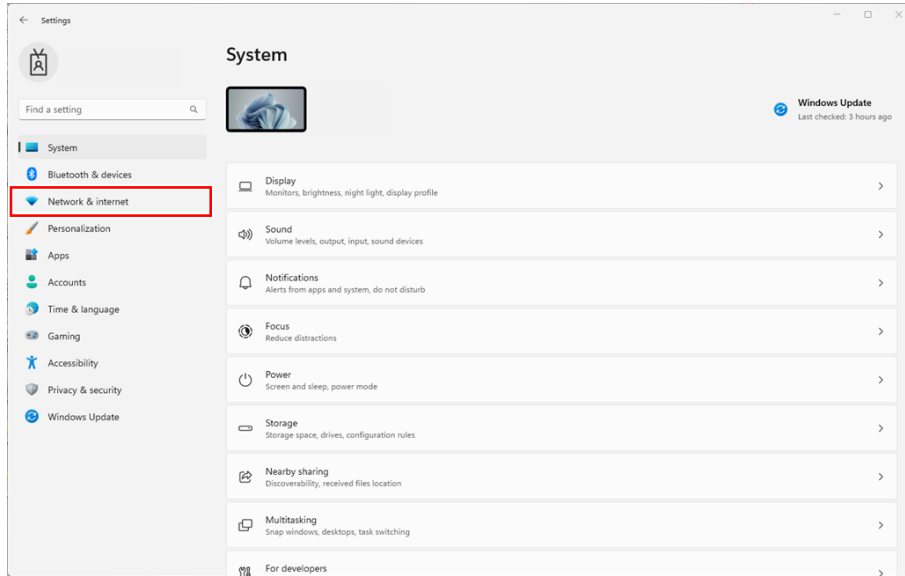 Settings
Find a setting
System
Bluetooth & devices
Network & internet
Personalization
Apps
Accounts
Time & language
Gaming
Accessibility
Privacy & security
Windows Update
System
Windows Update
Last checked: 3 hours ago
Display
Monitors, brightness, night light, display profile
Sound
Volume levels, output, input, sound devices
Notifications
Alerts from apps and system, do not disturb
Focus
Reduce distractions
Power
Screen and sleep, power mode
Storage
Storage space, drives, configuration rules
Nearby sharing
Discoverability, received files location
Multitasking
Snap windows, desktops, task switching
For developers